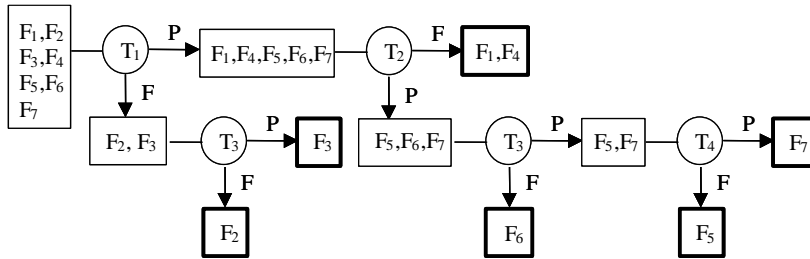 F1,F2
F3,F4
F5,F6
F7
T1
P
F1,F4,F5,F6,F7
T2
F
F1,F4
F
P
F2, F3
T3
P
F3
F5,F6,F7
T3
P
F5,F7
T4
P
F7
F
F
F
F2
F6
F5